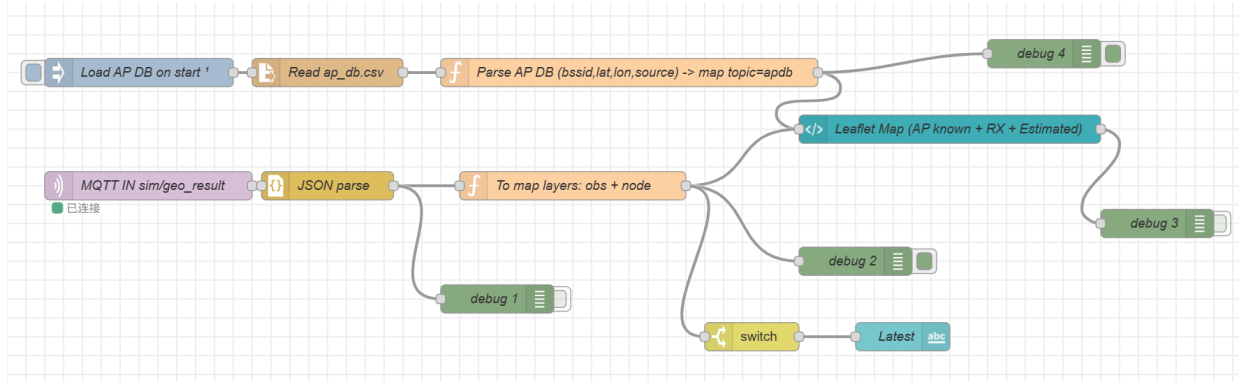 debug 4
Load AP DB on start ¹
Read ap_db.csv
Parse AP DB (bssid,lat,lon,source) -> map topic=apdb
Leaflet Map (AP known + RX + Estimated)
MQTT IN sim/geo_result
JSON parse
To map layers: obs + node
已连接
debug 3
debug 2
debug 1
switch
Latest
abc